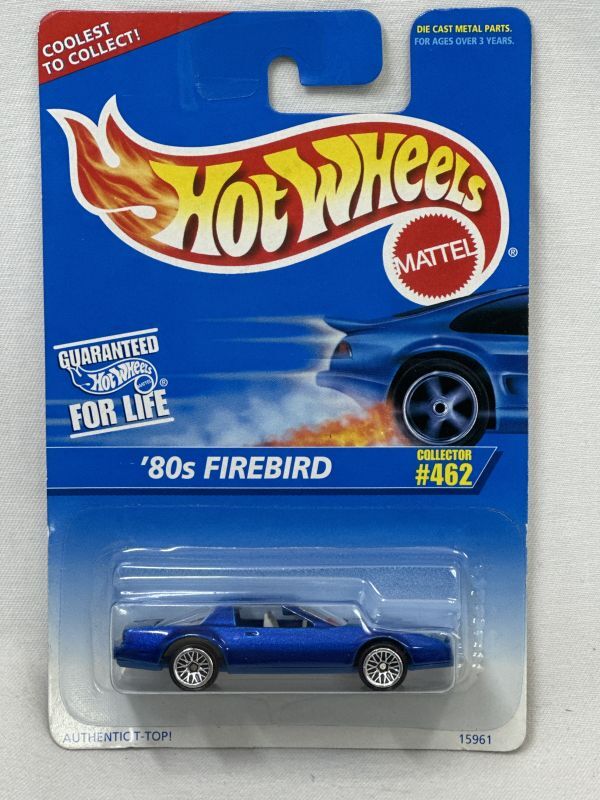 COOLEST
TO COLLECT!
DIE CAST METAL PARTS.
FOR AGES OVER 3 YEARS.
HOT WHEELS
MATTEL
®
GUARANTEED
HOT WHEELS
MATTEL
®
FOR LIFE
'80s FIREBIRD
COLLECTOR
#462
AUTHENTIC T-TOP!
15961